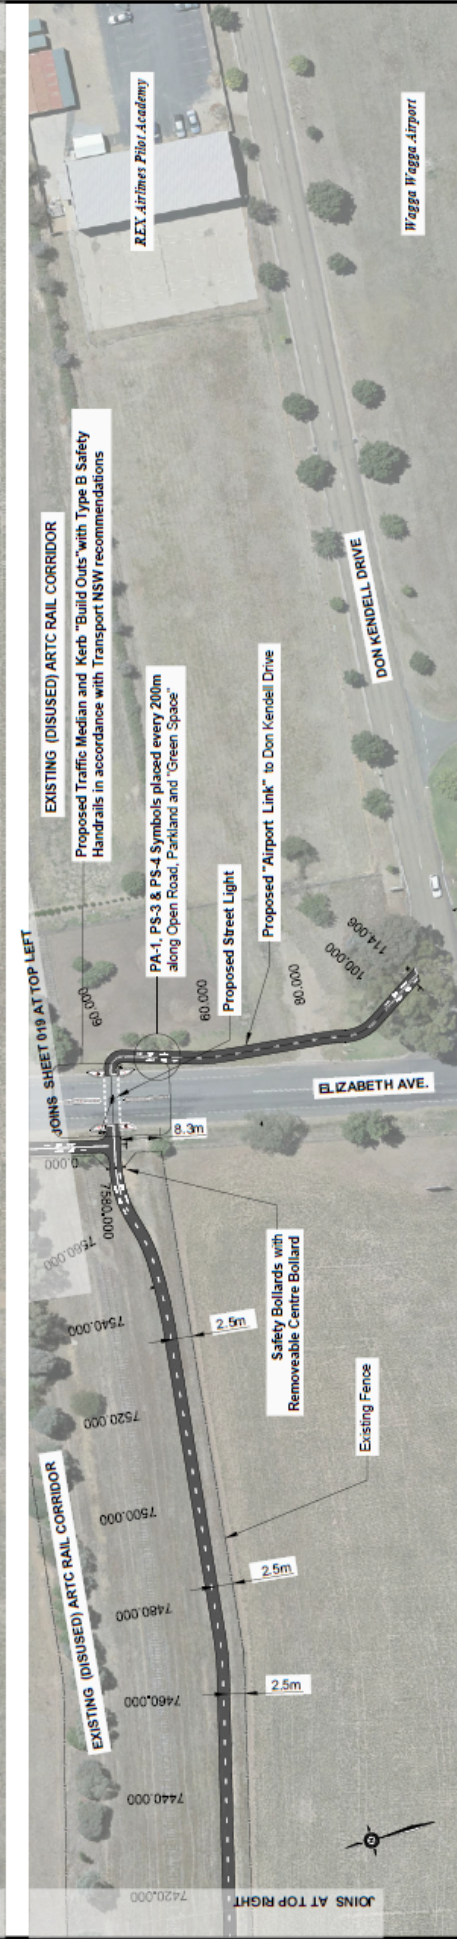 REX Airlines Pilot Academy
Wagga Wagga Airport
EXISTING (DISUSED) ARTC RAIL CORRIDOR
Proposed Traffic Median and Kerb "Build Outs"with Type B Safety
Handrails in accordance with Transport NSW recommendations
DON KENDELL DRIVE
PA-1, PS-3 & PS-4 Symbols placed every 200m
along Open Road, Parkland and "Green Space"
Proposed "Airport Link" to Don Kendell Drive
Proposed Street Light
JOINS SHEET 019 AT TOP LEFT
60.000
80.000
100.000
114.006
ELIZABETH AVE.
8.3m
0.000
7580.000
7560.000
7540.000
7520.000
7500.000
7480.000
7460.000
7440.000
7420.000
2.5m
Safety Bollards with
Removeable Centre Bollard
Existing Fence
EXISTING (DISUSED) ARTC RAIL CORRIDOR
2.5m
2.5m
JOINS AT TOP RIGHT